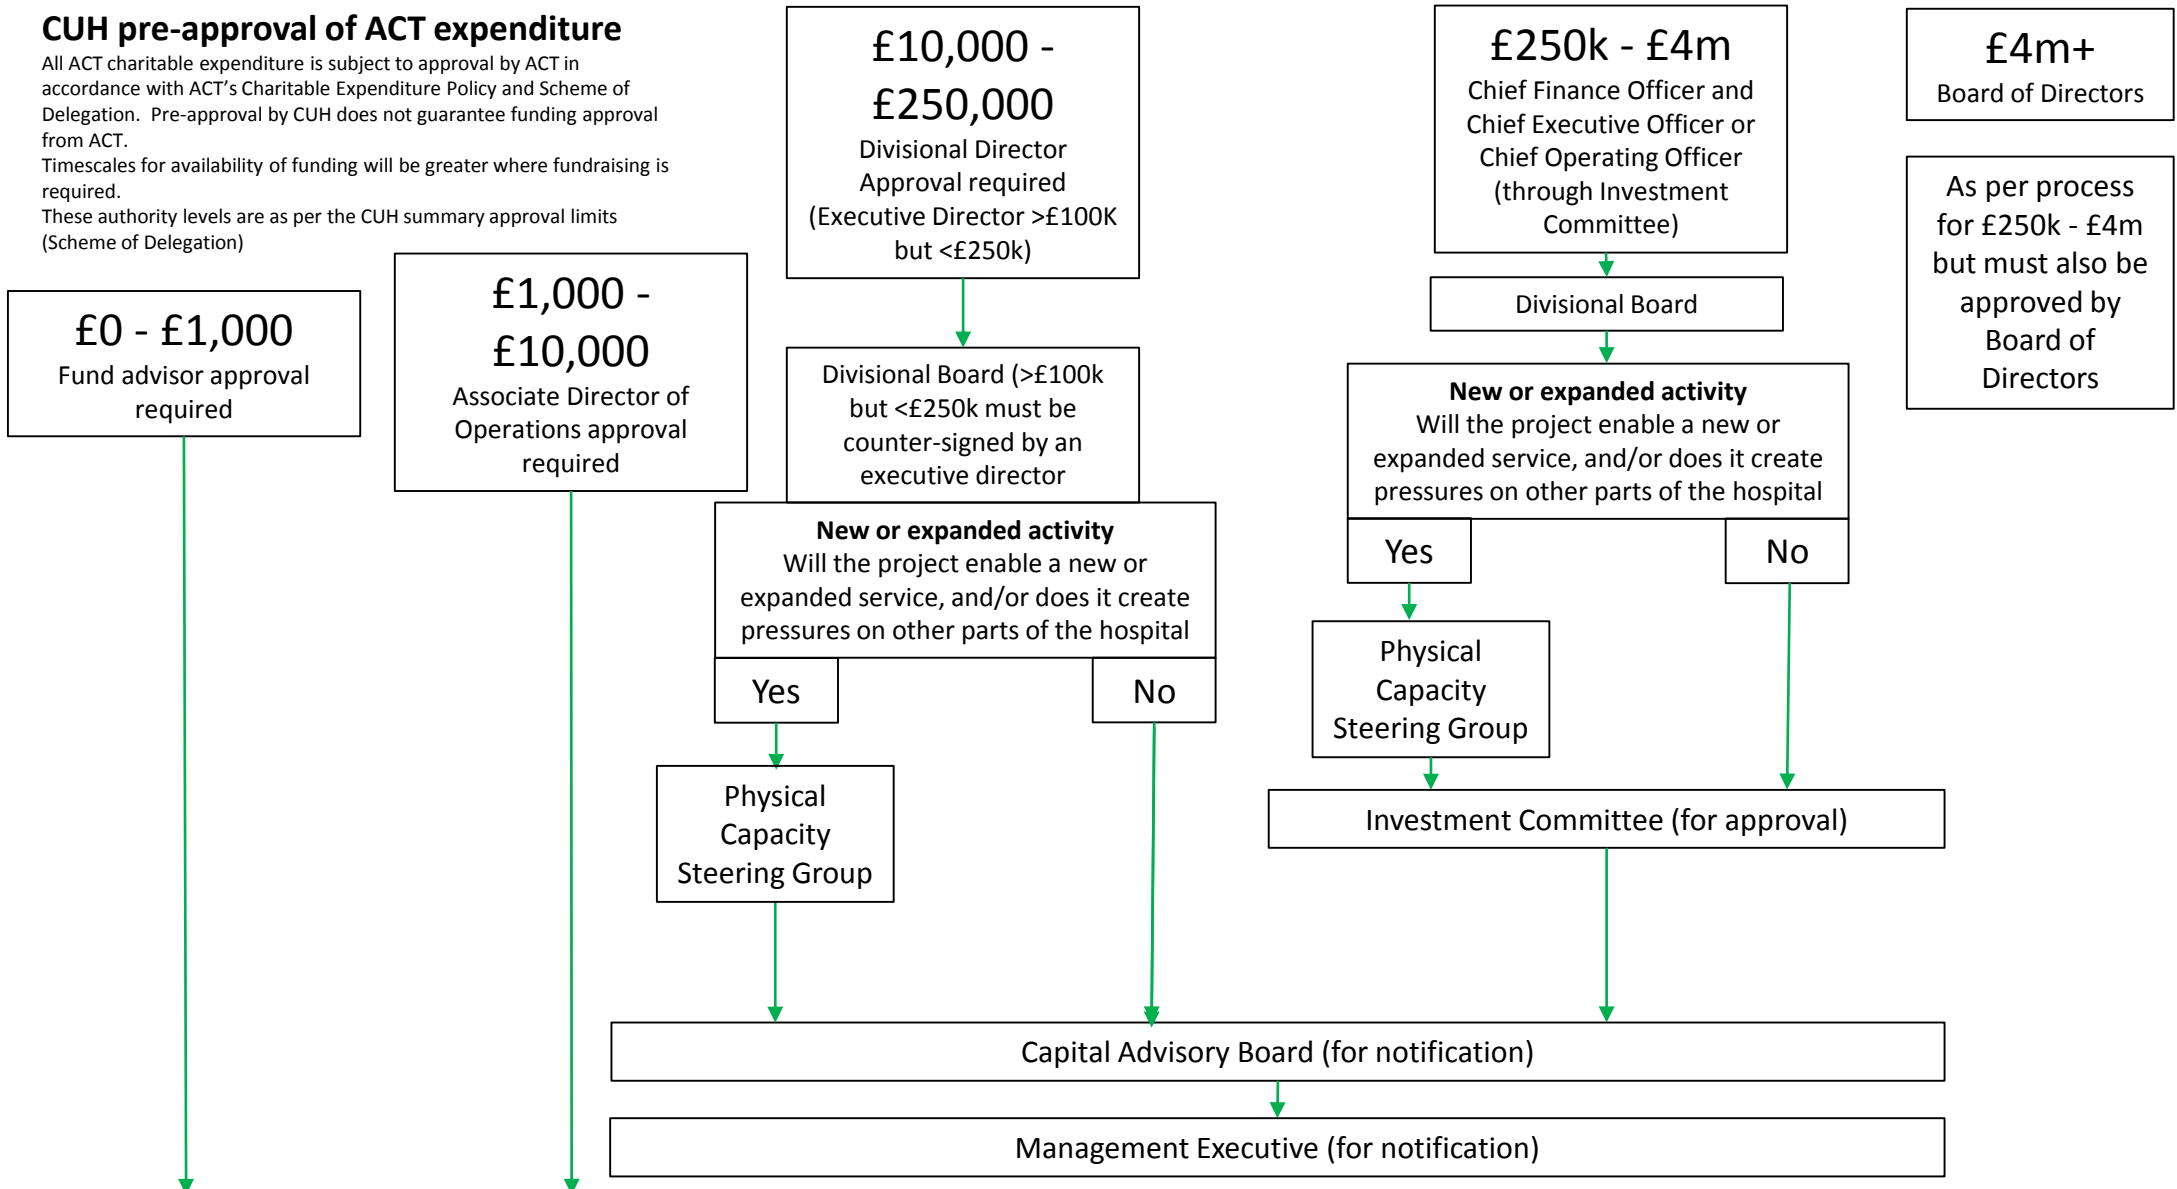 CUH pre-approval of ACT expenditure
All ACT charitable expenditure is subject to approval by ACT in
accordance with ACT’s Charitable Expenditure Policy and Scheme of
Delegation.  Pre-approval by CUH does not guarantee funding approval
from ACT.
Timescales for availability of funding will be greater where fundraising is
required.
These authority levels are as per the CUH summary approval limits
(Scheme of Delegation)
£0 - £1,000
Fund advisor approval
required
£1,000 -
£10,000
Associate Director of
Operations approval
required
£10,000 -
£250,000
Divisional Director
Approval required
(Executive Director >£100K
but <£250k)
Divisional Board (>£100k
but <£250k must be
counter-signed by an
executive director
New or expanded activity
Will the project enable a new or
expanded service, and/or does it create
pressures on other parts of the hospital
Yes
No
Physical
Capacity
Steering Group
£250k - £4m
Chief Finance Officer and
Chief Executive Officer or
Chief Operating Officer
(through Investment
Committee)
Divisional Board
New or expanded activity
Will the project enable a new or
expanded service, and/or does it create
pressures on other parts of the hospital
Yes
No
Physical
Capacity
Steering Group
Investment Committee (for approval)
£4m+
Board of Directors
As per process
for £250k - £4m
but must also be
approved by
Board of
Directors
Capital Advisory Board (for notification)
Management Executive (for notification)